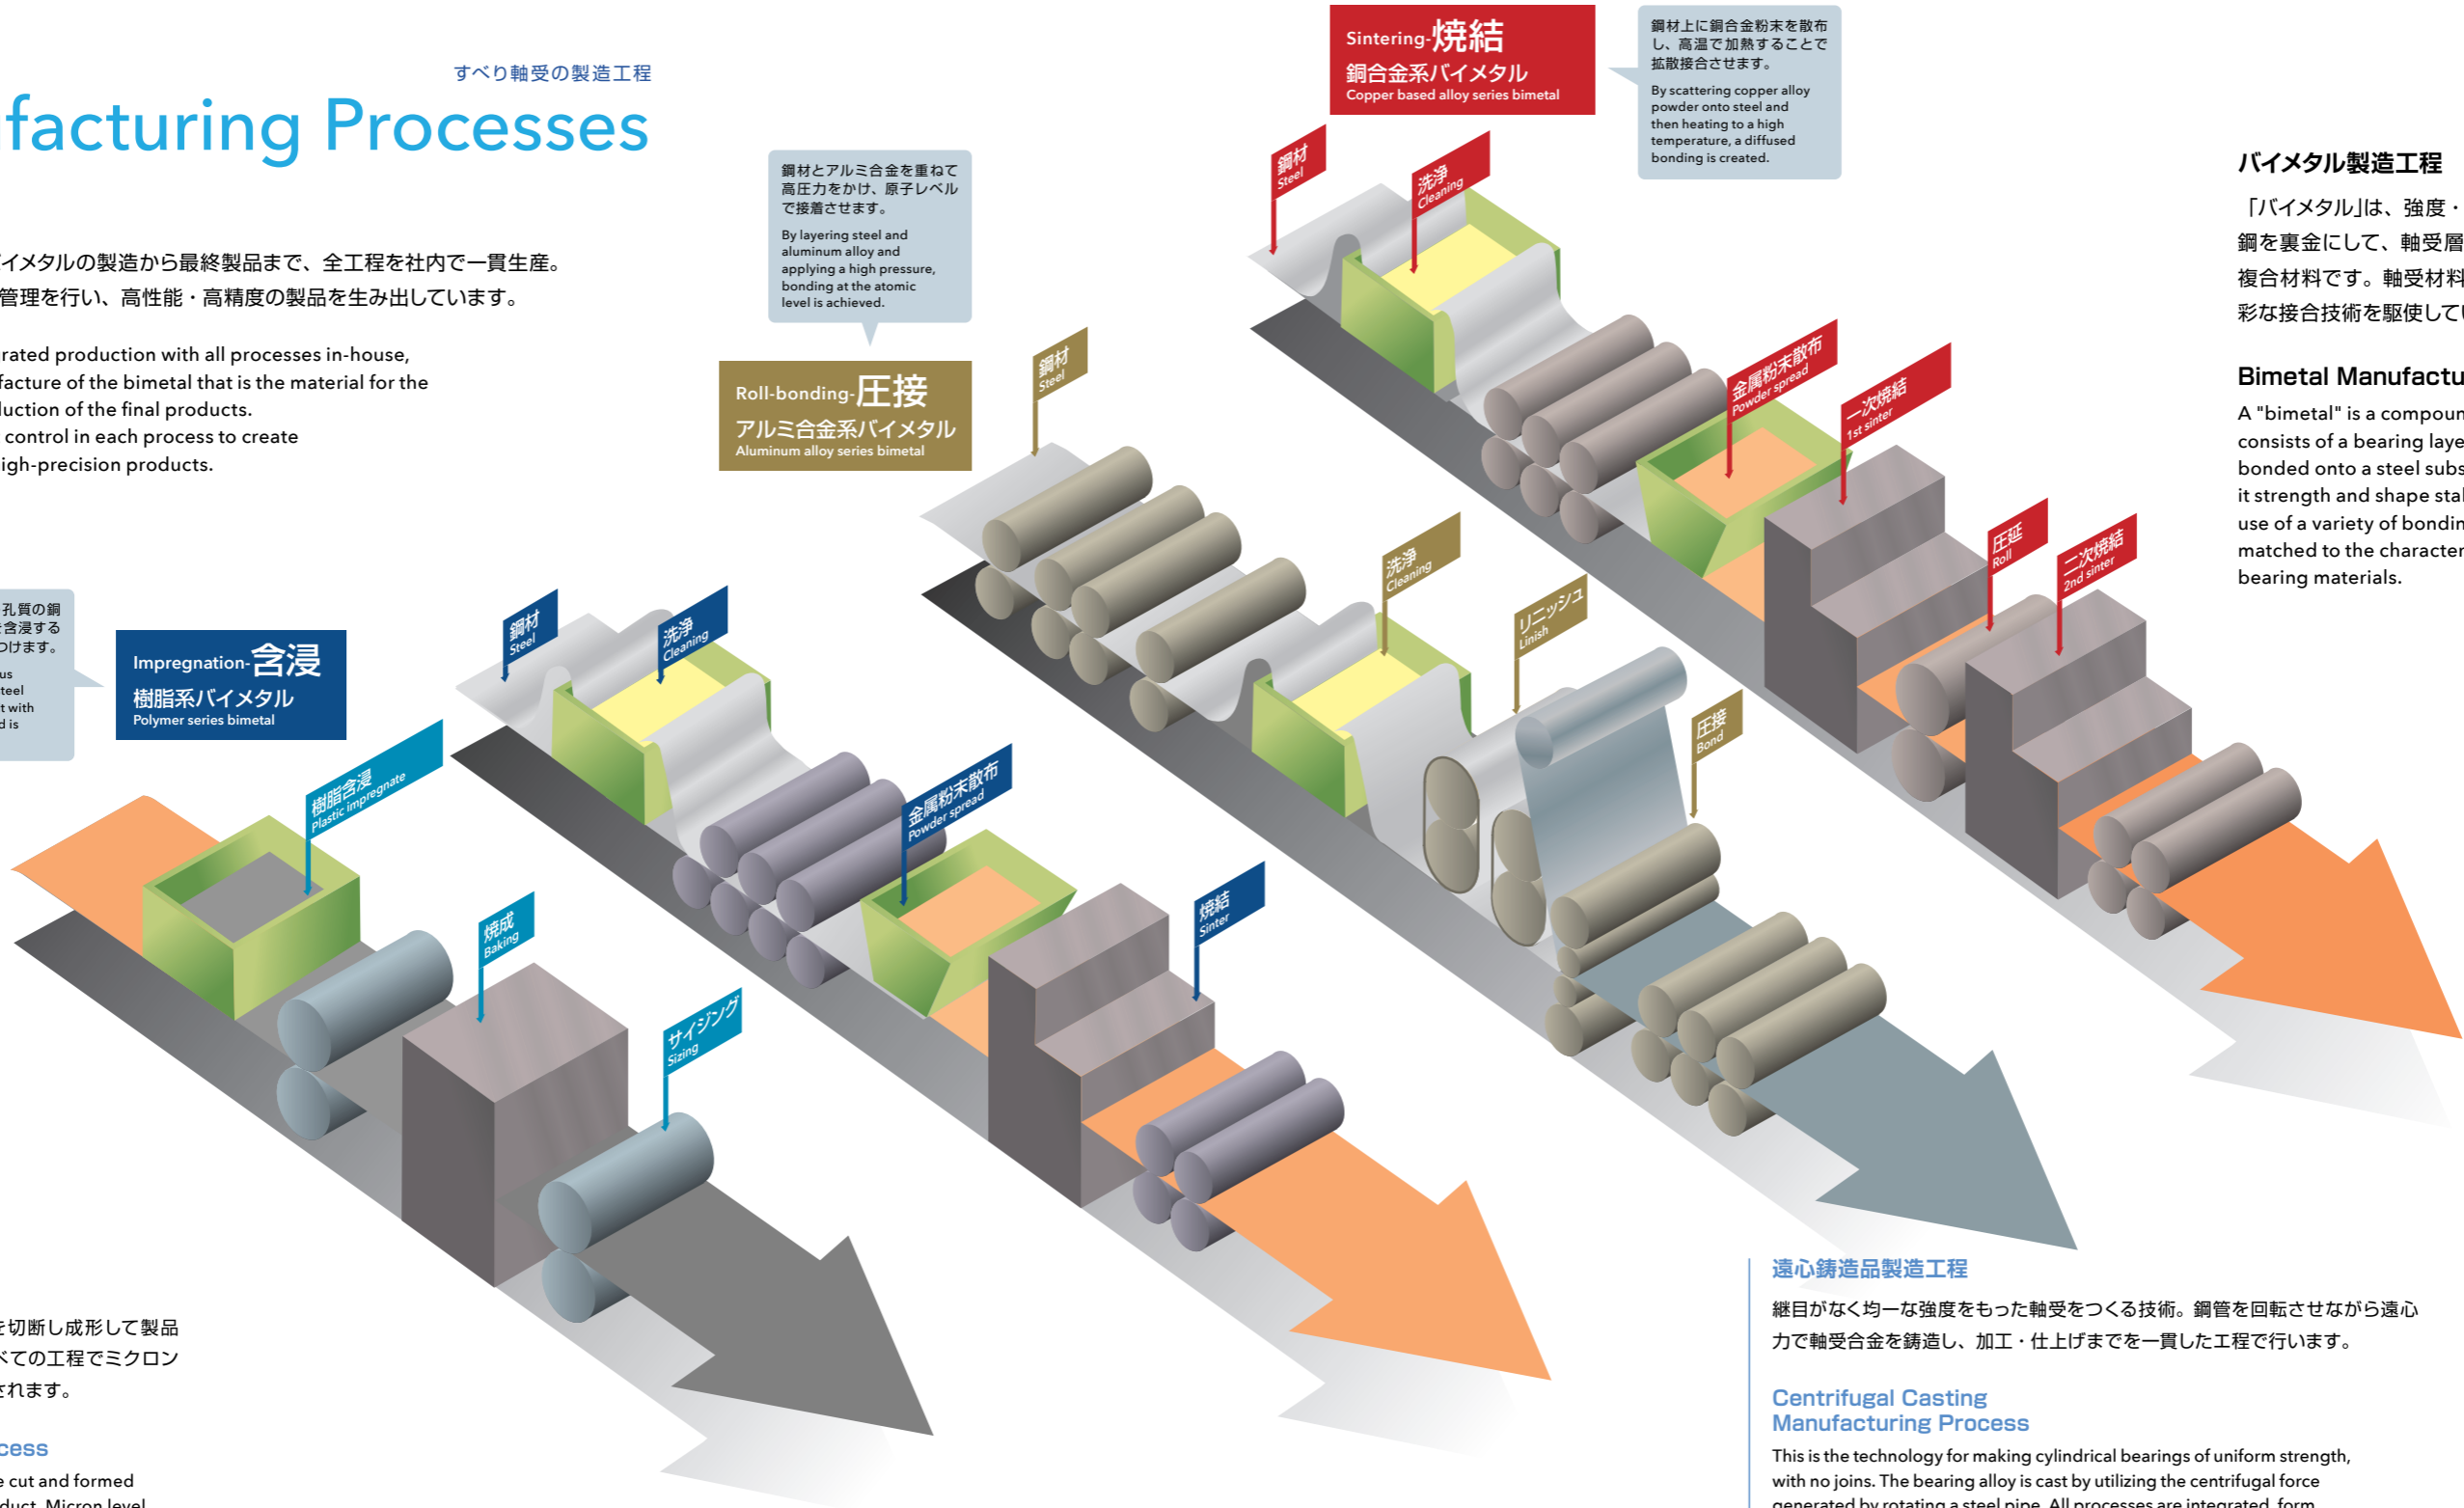 すべり軸受の製造工程
facturing Processes
イメタルの製造から最終製品まで、全工程を社内で一貫生産。
管理を行い、高性能・高精度の製品を生み出しています。
rated production with all processes in-house,
facture of the bimetal that is the material for the
duction of the final products.
control in each process to create
igh-precision products.
Sintering-焼結
銅合金系バイメタル
Copper based alloy series bimetal
鋼材上に銅合金粉末を散布
し、高温で加熱することで
拡散接合させます。
By scattering copper alloy
powder onto steel and
then heating to a high
temperature, a diffused
bonding is created.
鋼材
Steel
洗浄
Cleaning
金属粉末散布
Powder spread
一次焼結
1st sinter
圧延
Roll
二次焼結
2nd sinter
鋼材とアルミ合金を重ねて
高圧力をかけ、原子レベル
で接着させます。
By layering steel and
aluminum alloy and
applying a high pressure,
bonding at the atomic
level is achieved.
Roll-bonding-圧接
アルミ合金系バイメタル
Aluminum alloy series bimetal
鋼材
Steel
洗浄
Cleaning
リニッシュ
Linish
圧接
Bond
孔質の銅
含浸する
つけます。
us
teel
t with
d is
Impregnation-含浸
樹脂系バイメタル
Polymer series bimetal
鋼材
Steel
洗浄
Cleaning
金属粉末散布
Powder spread
焼結
Sinter
樹脂含浸
Plastic impregnate
焼成
Baking
サイジング
Sizing
バイメタル製造工程
「バイメタル」は、強度・
鋼を裏金にして、軸受層
複合材料です。軸受材料
彩な接合技術を駆使してい
Bimetal Manufactu
A "bimetal" is a compoun
consists of a bearing laye
bonded onto a steel subs
it strength and shape stal
use of a variety of bondin
matched to the character
bearing materials.
を切断し成形して製品
べての工程でミクロン
されます。
cess
e cut and formed
duct. Micron level
遠心鋳造品製造工程
継目がなく均一な強度をもった軸受をつくる技術。鋼管を回転させながら遠心
力で軸受合金を鋳造し、加工・仕上げまでを一貫した工程で行います。
Centrifugal Casting
Manufacturing Process
This is the technology for making cylindrical bearings of uniform strength,
with no joins. The bearing alloy is cast by utilizing the centrifugal force
generated by rotating a steel pipe. All processes are integrated, form